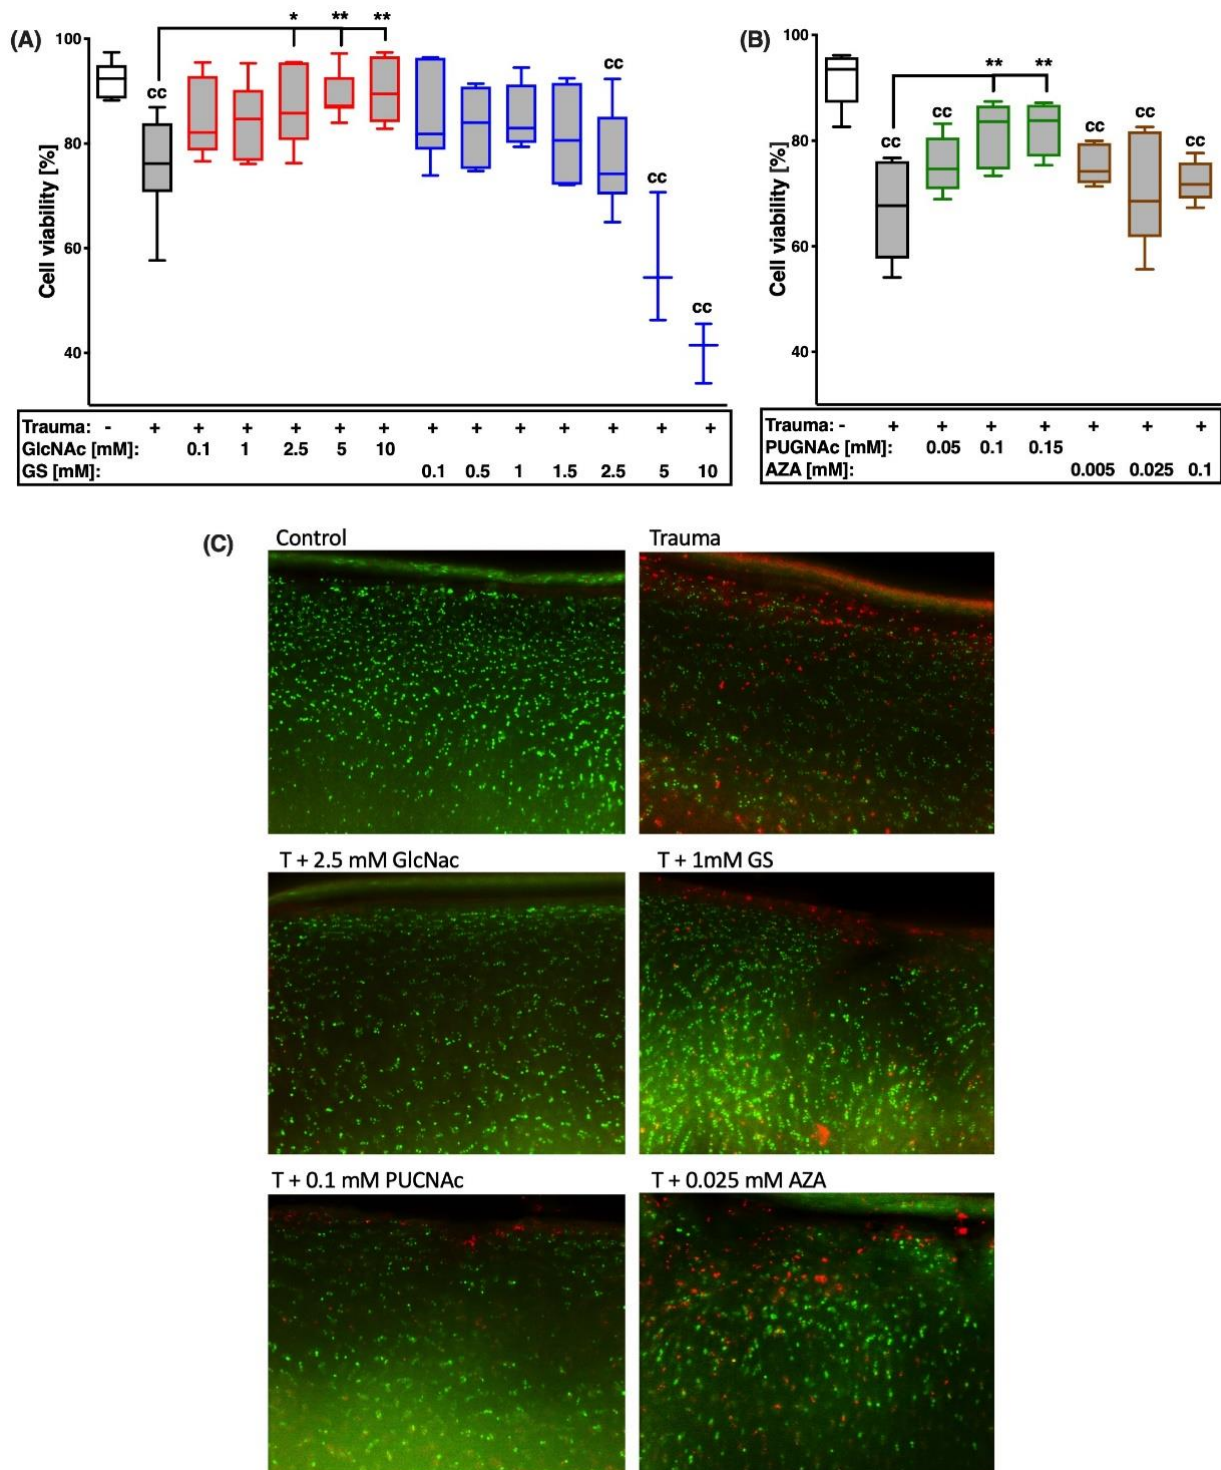 (A)
* ** **
100
80
60
40
Cell viability [%]
cc cc cc cc
Trauma: - + + + + + + + + + + + + +
GlcNAc [mM]: 0.1 1 2.5 5 10
GS [mM]: 0.1 0.5 1 1.5 2.5 5 10
(B)
** **
100
80
60
40
Cell viability [%]
cc cc cc cc cc
Trauma: - + + + + + + +
PUGNAc [mM]: 0.05 0.1 0.15
AZA [mM]: 0.005 0.025 0.1
(C)
Control
Trauma
T + 2.5 mM GlcNac
T + 1mM GS
T + 0.1 mM PUCNAc
T + 0.025 mM AZA